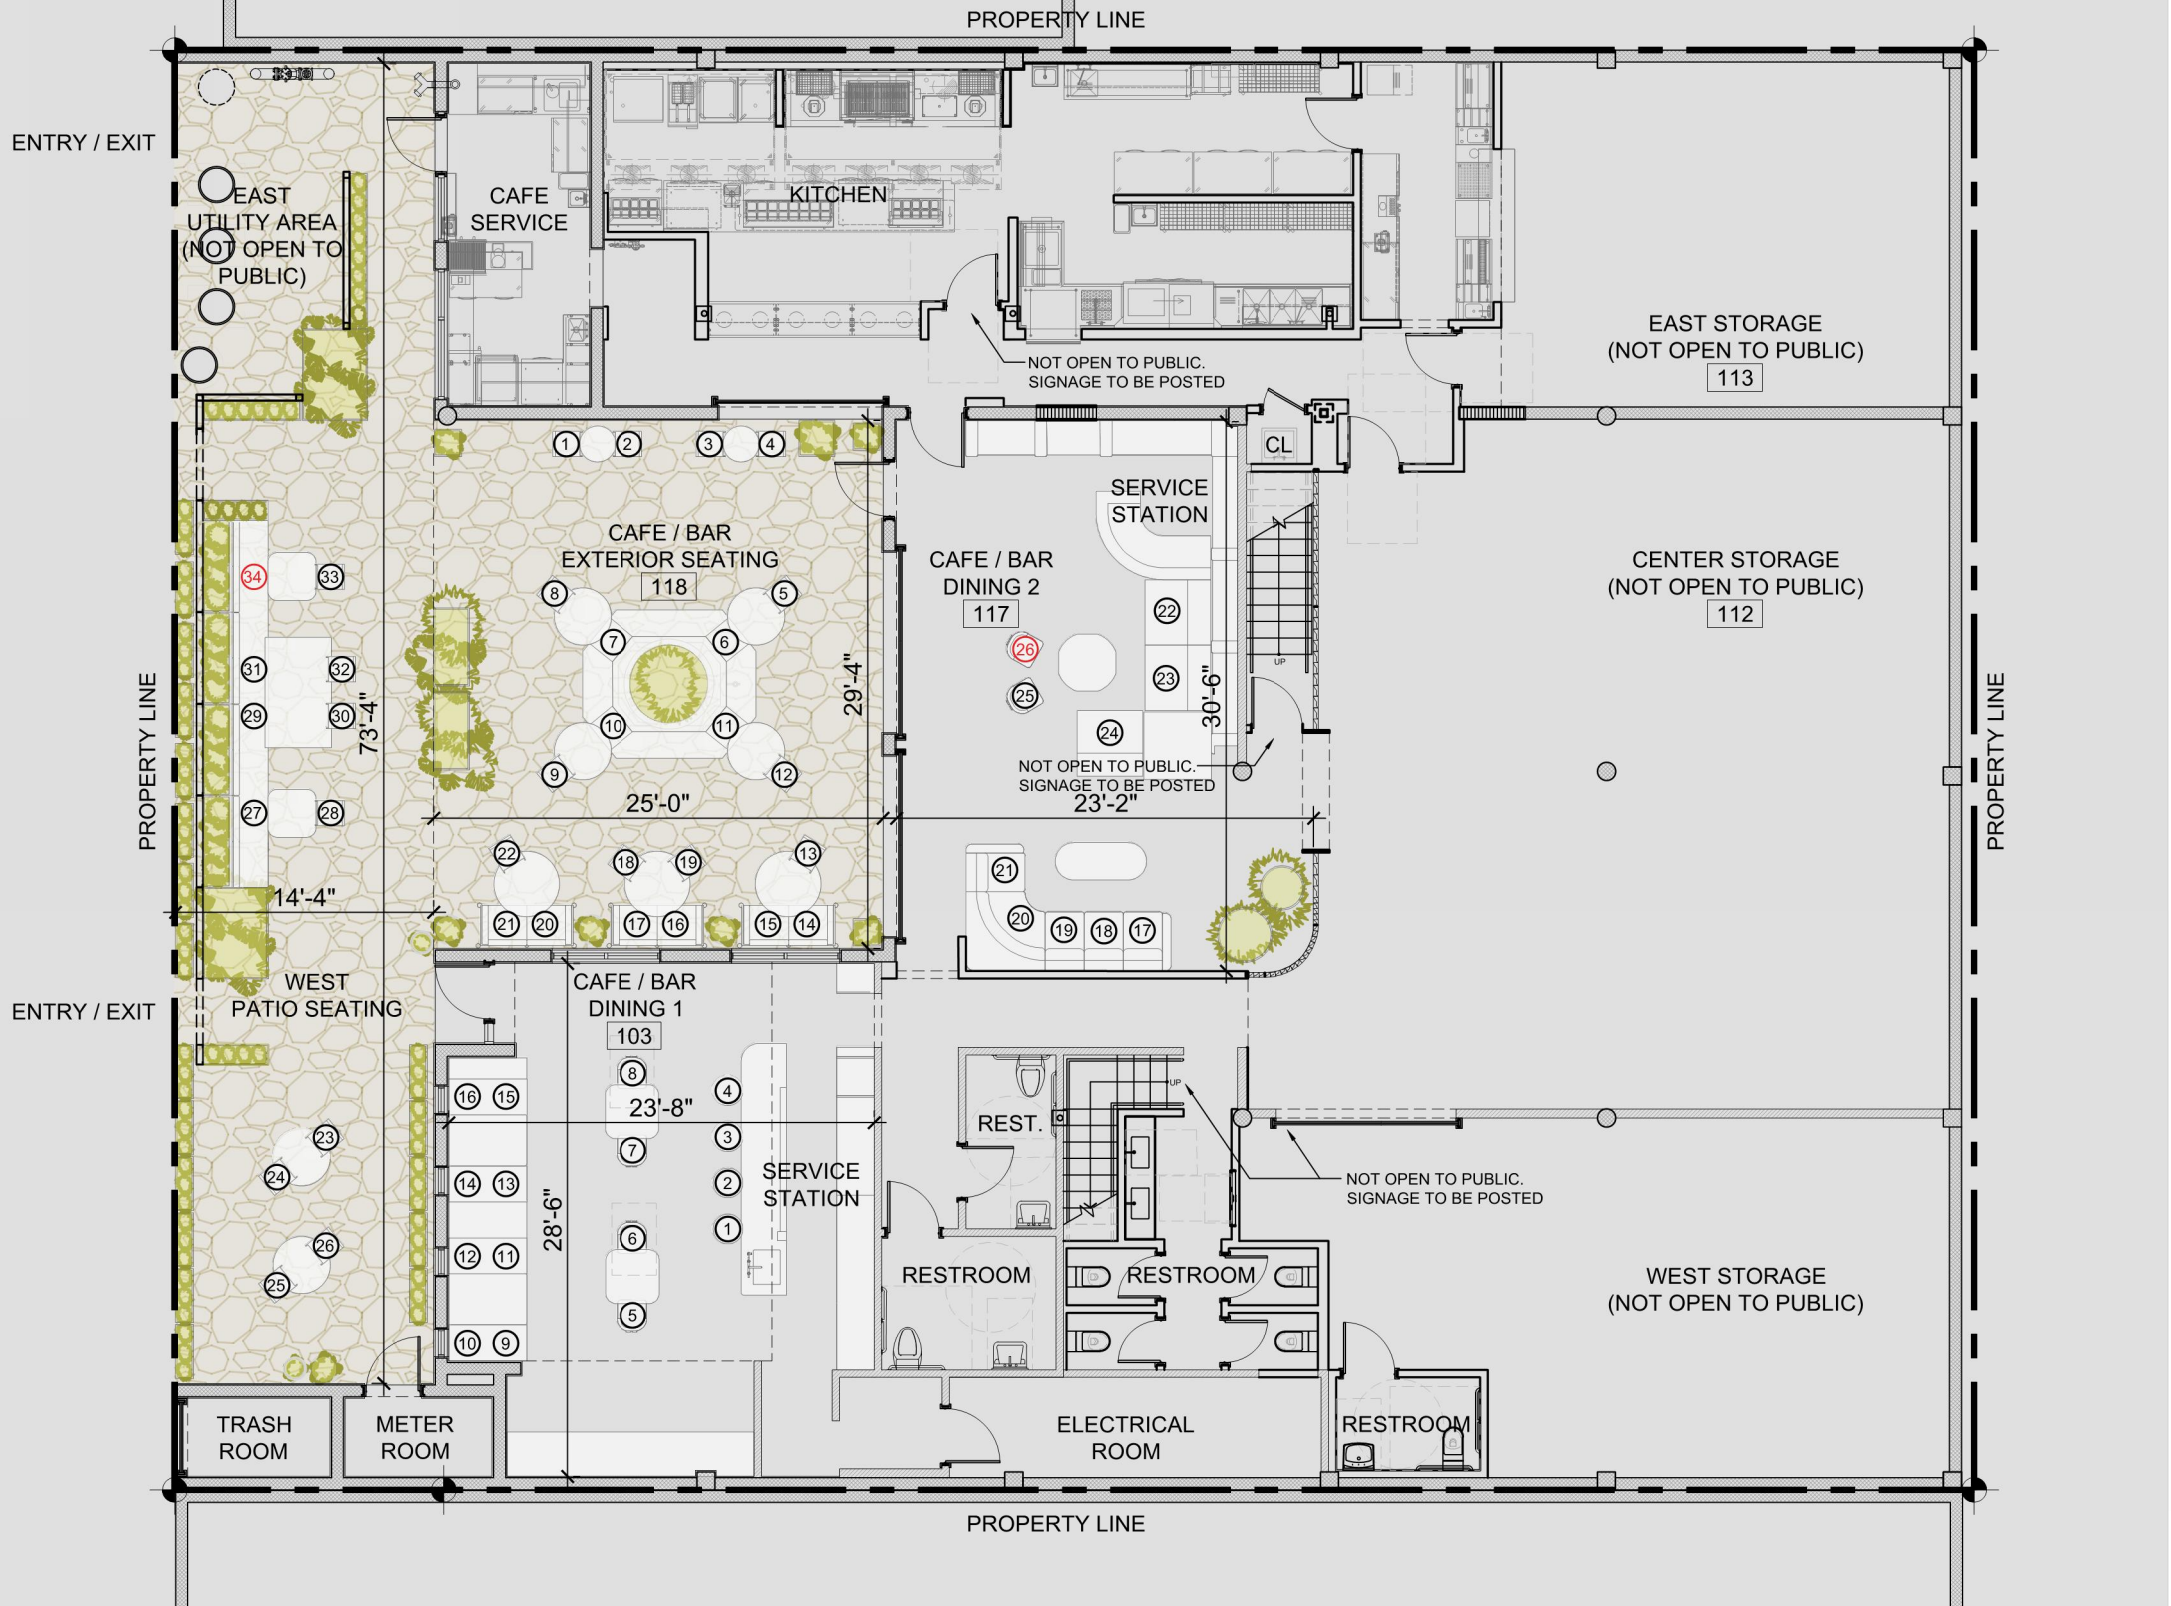 PROPERTY LINE
ENTRY / EXIT
EAST
UTILITY AREA
(NOT OPEN TO
PUBLIC)
CAFE
SERVICE
KITCHEN
NOT OPEN TO PUBLIC.
SIGNAGE TO BE POSTED
EAST STORAGE
(NOT OPEN TO PUBLIC)
113
1
2
3
4
CL
SERVICE
STATION
CAFE / BAR
EXTERIOR SEATING
118
CAFE / BAR
DINING 2
117
CENTER STORAGE
(NOT OPEN TO PUBLIC)
112
34
33
8
5
7
6
22
26
25
23
24
UP
31
32
29
30
10
11
9
12
27
28
PROPERTY LINE
73'-4"
29'-4"
30'-6"
NOT OPEN TO PUBLIC.
SIGNAGE TO BE POSTED
PROPERTY LINE
25'-0"
23'-2"
14'-4"
22
18
19
13
21
20
17
16
15
14
21
20
19
18
17
ENTRY / EXIT
WEST
PATIO SEATING
CAFE / BAR
DINING 1
103
8
7
6
5
4
3
2
1
16
15
14
13
12
11
10
9
23'-8"
28'-6"
SERVICE
STATION
REST.
UP
23
24
26
25
NOT OPEN TO PUBLIC.
SIGNAGE TO BE POSTED
RESTROOM
RESTROOM
WEST STORAGE
(NOT OPEN TO PUBLIC)
TRASH
ROOM
METER
ROOM
ELECTRICAL
ROOM
RESTROOM
PROPERTY LINE